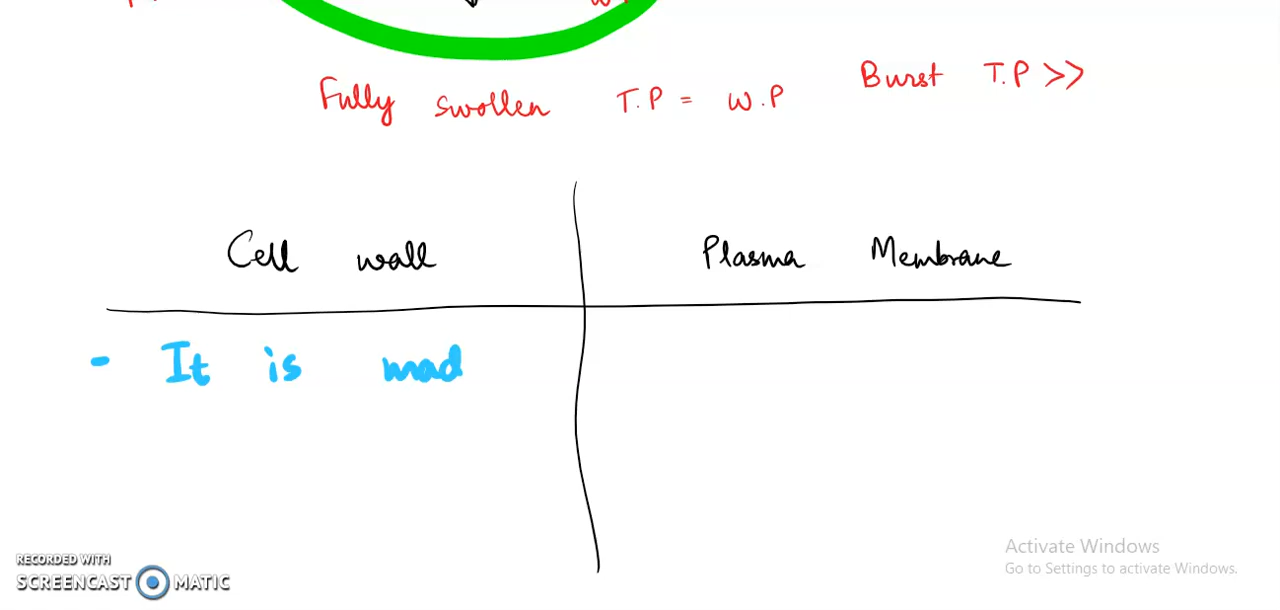 Fully swollen T.P = W.P Burst T.P >>
Cell wall Plasma Membrane
- It is mad
Activate Windows
Go to Settings to activate Windows.
RECORDED WITH
SCREENCAST MATIC